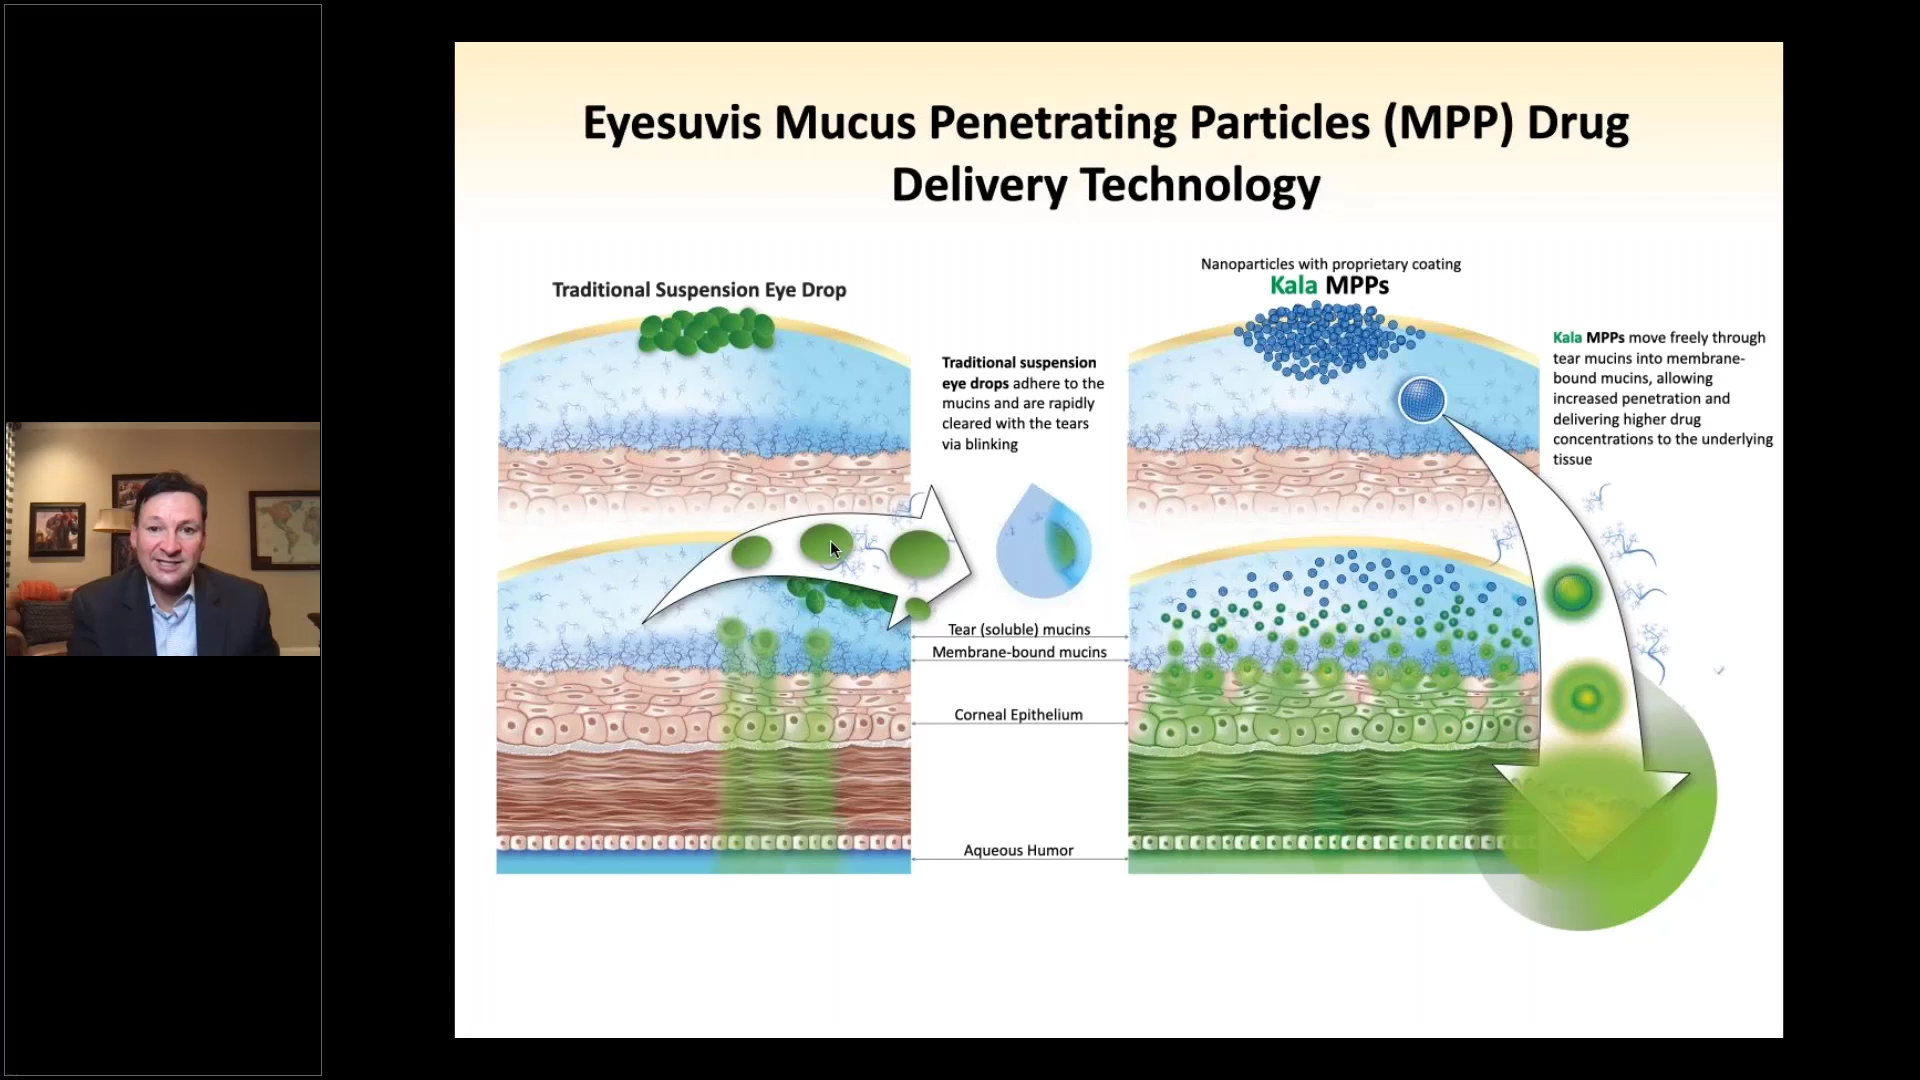 Eyesuvis Mucus Penetrating Particles (MPP) Drug
Delivery Technology
Traditional Suspension Eye Drop
Traditional suspension
eye drops adhere to the
mucins and are rapidly
cleared with the tears
via blinking
Nanoparticles with proprietary coating
Kala MPPs
Kala MPPs move freely through
tear mucins into membrane-
bound mucins, allowing
increased penetration and
delivering higher drug
concentrations to the underlying
tissue
Tear (soluble) mucins
Membrane-bound mucins
Corneal Epithelium
Aqueous Humor